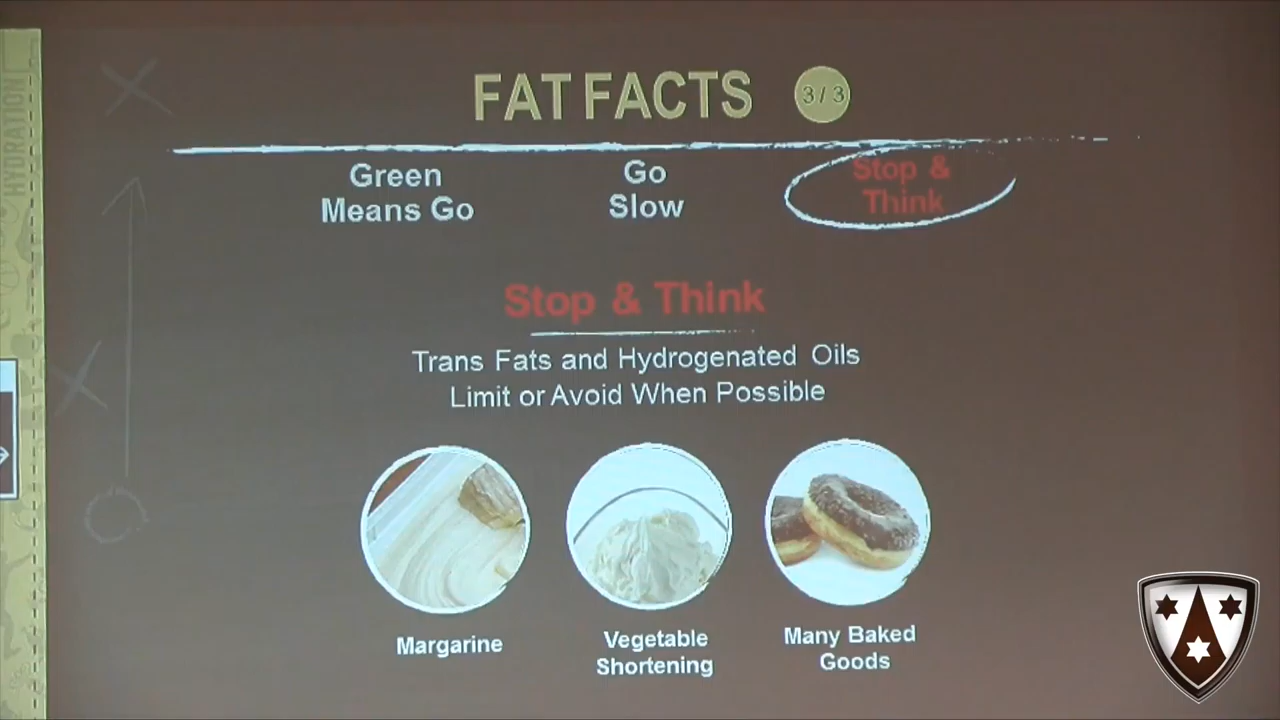 HYDRATION
FAT FACTS
3 / 3
Green
Means Go
Go
Slow
Stop &
Think
Stop & Think
Trans Fats and Hydrogenated Oils
Limit or Avoid When Possible
Margarine
Vegetable
Shortening
Many Baked
Goods